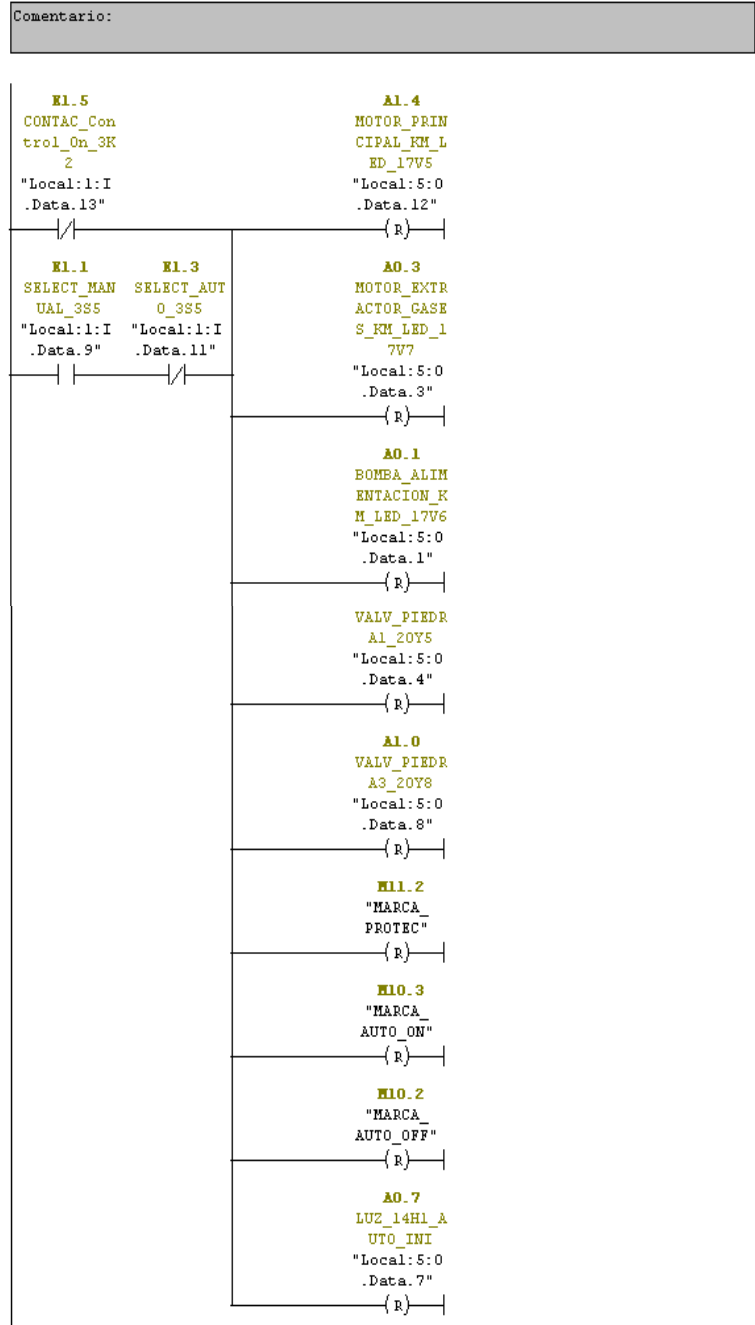 Comentario:
E1.5
CONTAC_Con
trol_On_3K
2
"Local:1:I
.Data.13"
A1.4
MOTOR_PRIN
CIPAL_KM_L
ED_17V5
"Local:5:O
.Data.12"
(R)
E1.1
SELECT_MAN
UAL_3S5
"Local:1:I
.Data.9"
E1.3
SELECT_AUT
O_3S5
"Local:1:I
.Data.11"
A0.3
MOTOR_EXTR
ACTOR_GASE
S_KM_LED_1
7V7
"Local:5:O
.Data.3"
(R)
A0.1
BOMBA_ALIM
ENTACION_K
M_LED_17V6
"Local:5:O
.Data.1"
(R)
VALV_PIEDR
A1_20Y5
"Local:5:O
.Data.4"
(R)
A1.0
VALV_PIEDR
A3_20Y8
"Local:5:O
.Data.8"
(R)
M11.2
"MARCA_
PROTEC"
(R)
M10.3
"MARCA_
AUTO_ON"
(R)
M10.2
"MARCA_
AUTO_OFF"
(R)
A0.7
LUZ_14H1_A
UTO_INI
"Local:5:O
.Data.7"
(R)